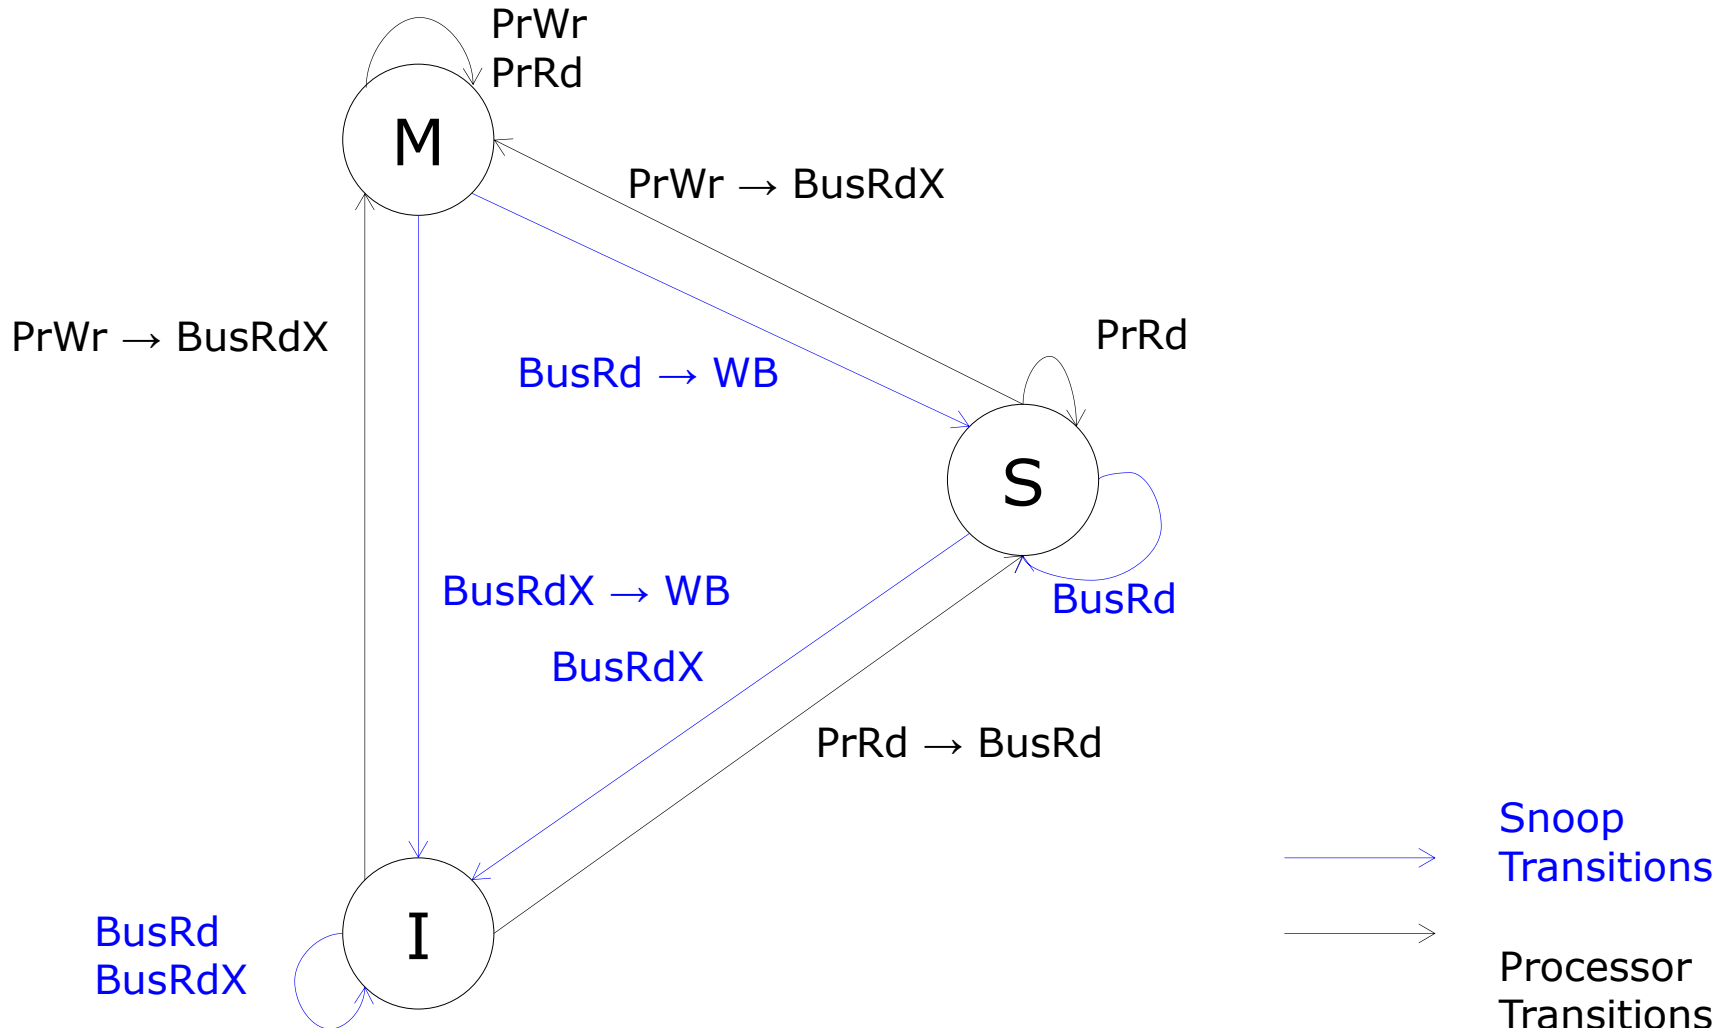 PrWr
PrRd
M
PrWr → BusRdX
PrWr → BusRdX
PrRd
BusRd → WB
S
BusRdX → WB
BusRd
BusRdX
PrRd → BusRd
Snoop
Transitions
BusRd
BusRdX
I
Processor
Transitions